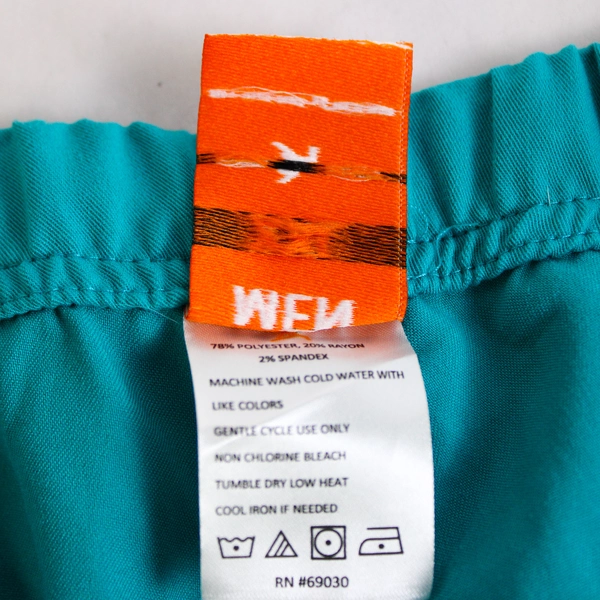 78% POLYESTER, 20% RAYON
2% SPANDEX
MACHINE WASH COLD WATER WITH
LIKE COLORS
GENTLE CYCLE USE ONLY
NON CHLORINE BLEACH
TUMBLE DRY LOW HEAT
COOL IRON IF NEEDED
RN #69030